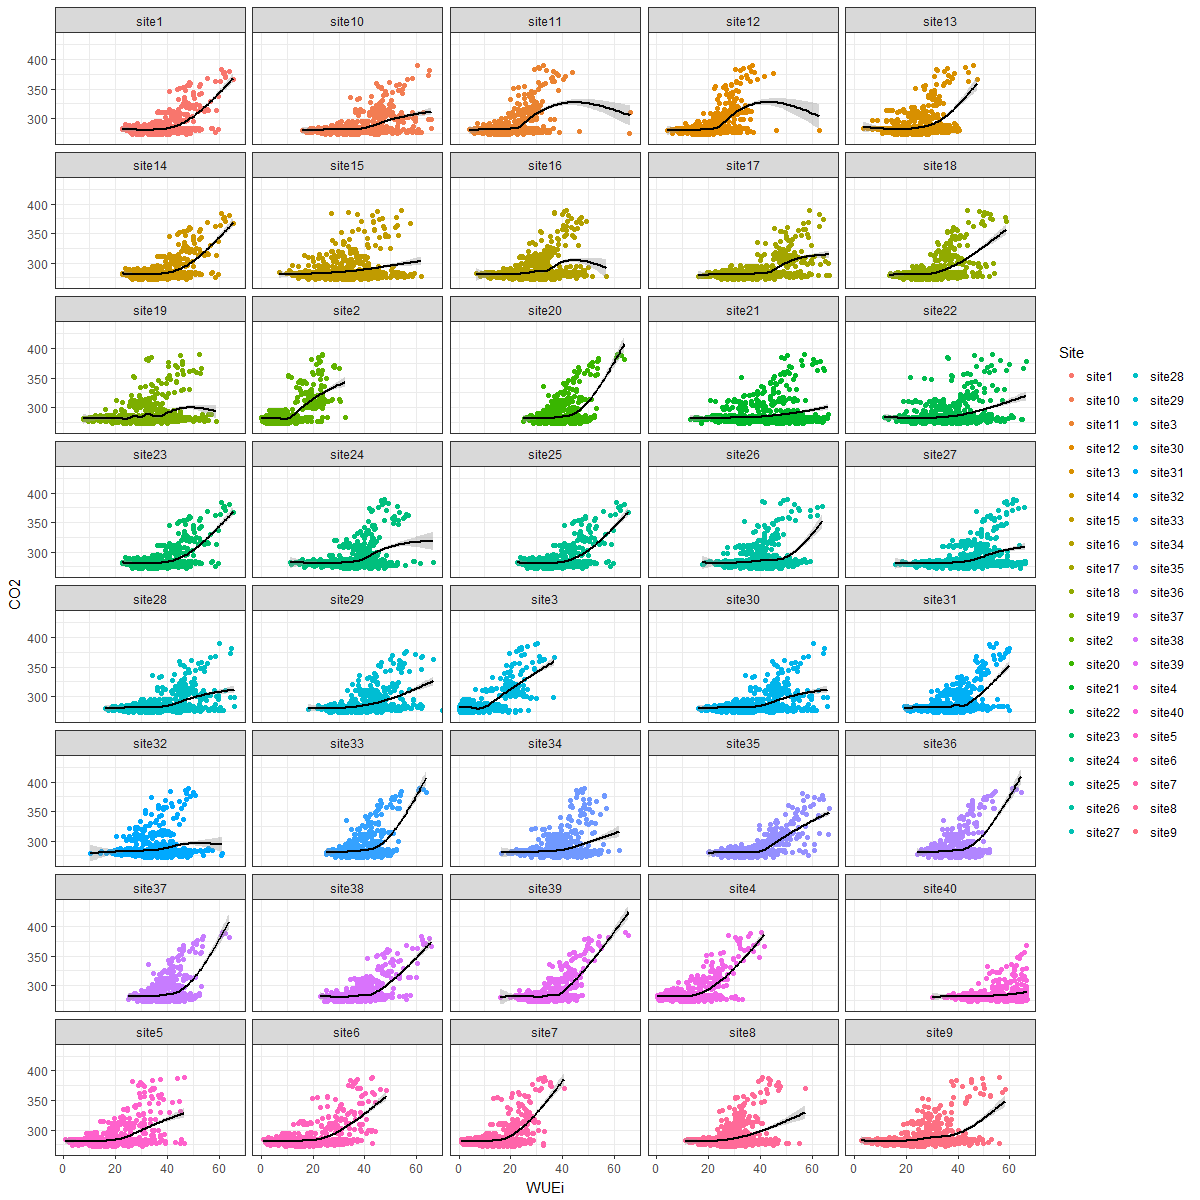 site1 site10 site11 site12 site13
400
350
300
site14 site15 site16 site17 site18
400
350
300
site19 site2 site20 site21 site22
400
350
300
site23 site24 site25 site26 site27
400
350
300
site28 site29 site3 site30 site31
400
350
300
site32 site33 site34 site35 site36
400
350
300
site37 site38 site39 site4 site40
400
350
300
site5 site6 site7 site8 site9
400
350
300
0 20 40 60 0 20 40 60 0 20 40 60 0 20 40 60 0 20 40 60
WUEi
CO2
Site
site1 site28
site10 site29
site11 site3
site12 site30
site13 site31
site14 site32
site15 site33
site16 site34
site17 site35
site18 site36
site19 site37
site2 site38
site20 site39
site21 site4
site22 site40
site23 site5
site24 site6
site25 site7
site26 site8
site27 site9